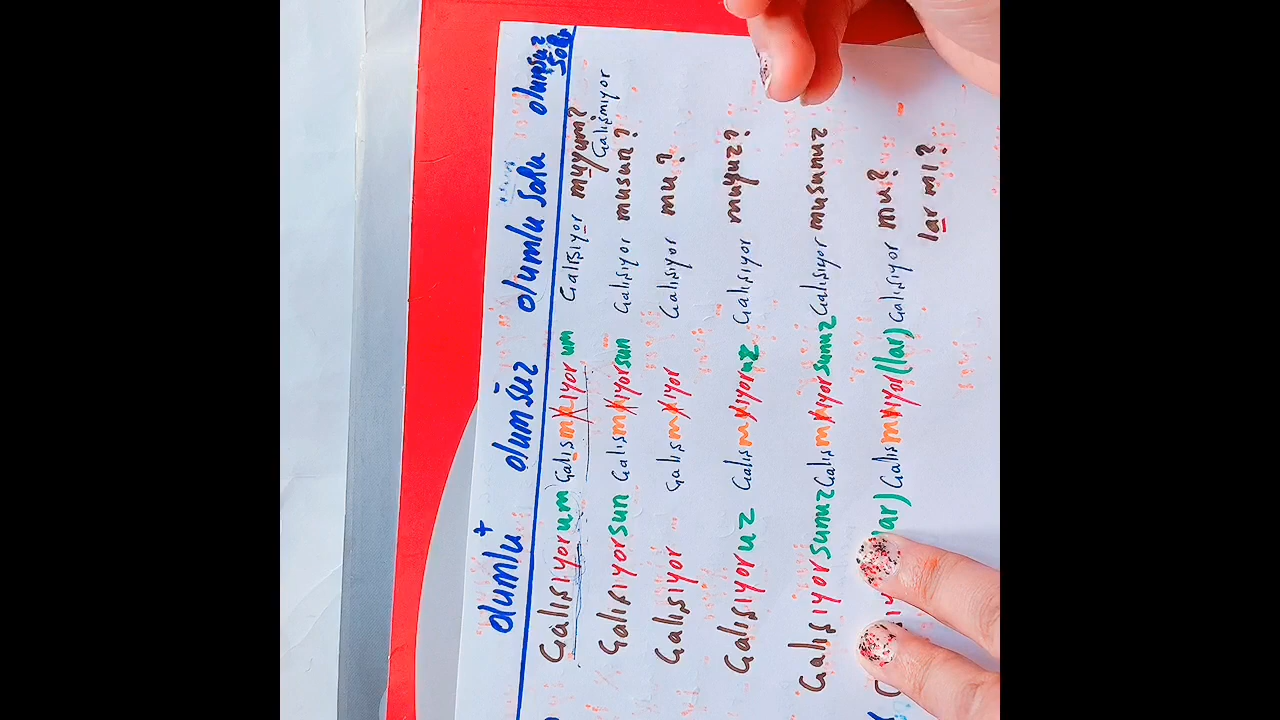 olumlu+ olumsuz olumlu soru olumsuz soru
Çalışıyorum Çalışmıyorum Çalışıyor muyum? Çalışmıyor
Çalışıyorsun Çalışmıyorsun Çalışıyor musun?
Çalışıyor Çalışmıyor Çalışıyor mu?
Çalışıyoruz Çalışmıyoruz Çalışıyor muyuz?
Çalışıyorsunuz Çalışmıyorsunuz Çalışıyor musunuz
lar) Çalışmıyor(lar) Çalışıyor mu?
lar mı?